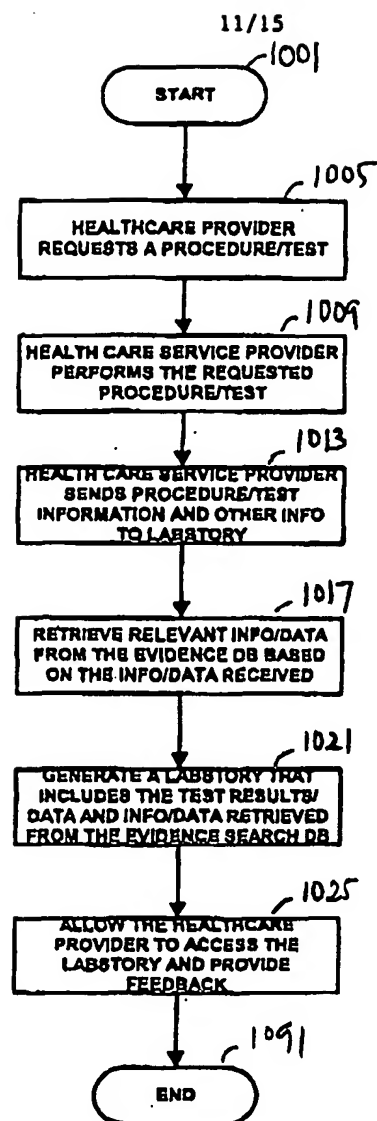 11/15
1001
START
1005
HEALTHCARE PROVIDER
REQUESTS A PROCEDURE/TEST
1009
HEALTH CARE SERVICE PROVIDER
PERFORMS THE REQUESTED
PROCEDURE/TEST
1013
HEALTH CARE SERVICE PROVIDER
SENDS PROCEDURE/TEST
INFORMATION AND OTHER INFO
TO LABSTORY
1017
RETRIEVE RELEVANT INFO/DATA
FROM THE EVIDENCE DB BASED
ON THE INFO/DATA RECEIVED
1021
GENERATE A LABSTORY THAT
INCLUDES THE TEST RESULTS/
DATA AND INFO/DATA RETRIEVED
FROM THE EVIDENCE SEARCH DB
1025
ALLOW THE HEALTHCARE
PROVIDER TO ACCESS THE
LABSTORY AND PROVIDE
FEEDBACK
1091
END